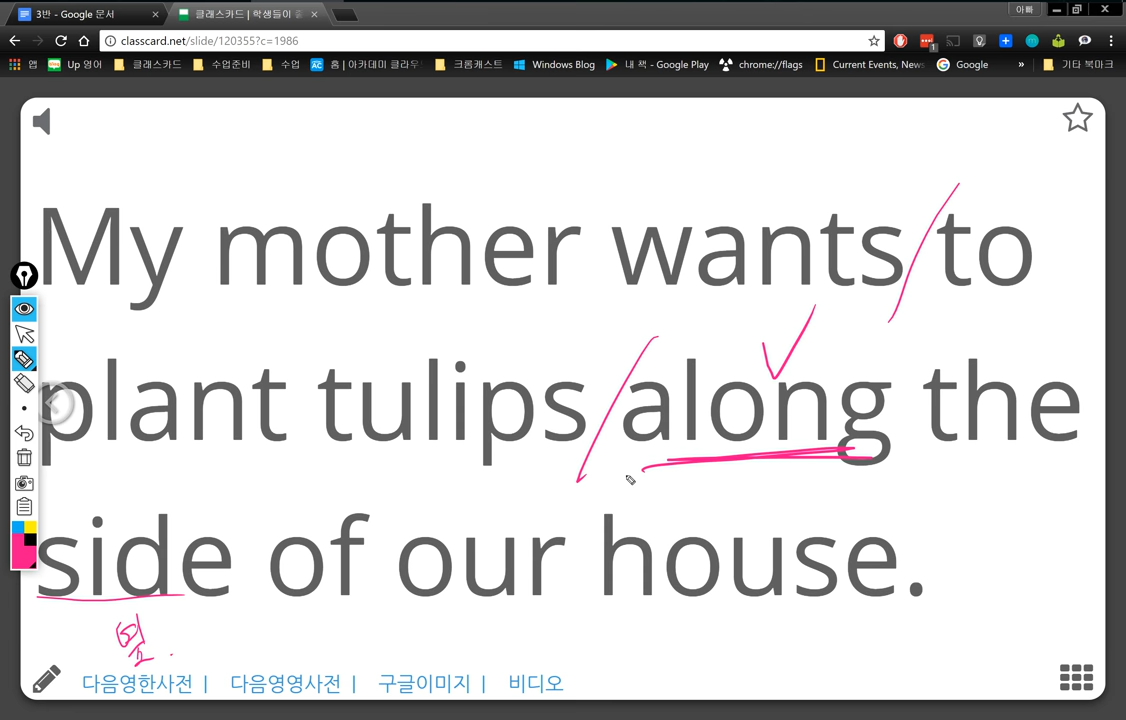 3반 - Google 문서
클래스카드 | 학생들이 좋
아빠
classcard.net/slide/120355?c=1986
앱 Up 영어 클래스카드 수업준비 수업 홈 | 아카데미 클라우 크롬캐스트 Windows Blog 내 책 - Google Play chrome://flags Current Events, News Google » 기타 북마크
My mother wants to
plant tulips along the
side of our house.
다음영한사전 | 다음영영사전 | 구글이미지 | 비디오